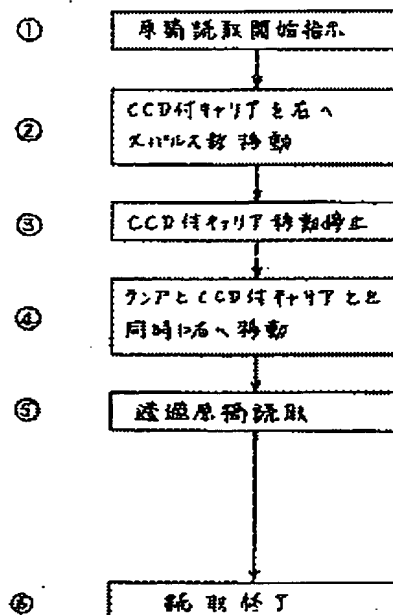 ① 原稿読取開始指示
② CCD付キャリアを右へ
Xパルス数移動
③ CCD付キャリア移動停止
④ ランプとCCD付キャリアとを
同時に右へ移動
⑤ 透過原稿読取
⑥ 読取終了